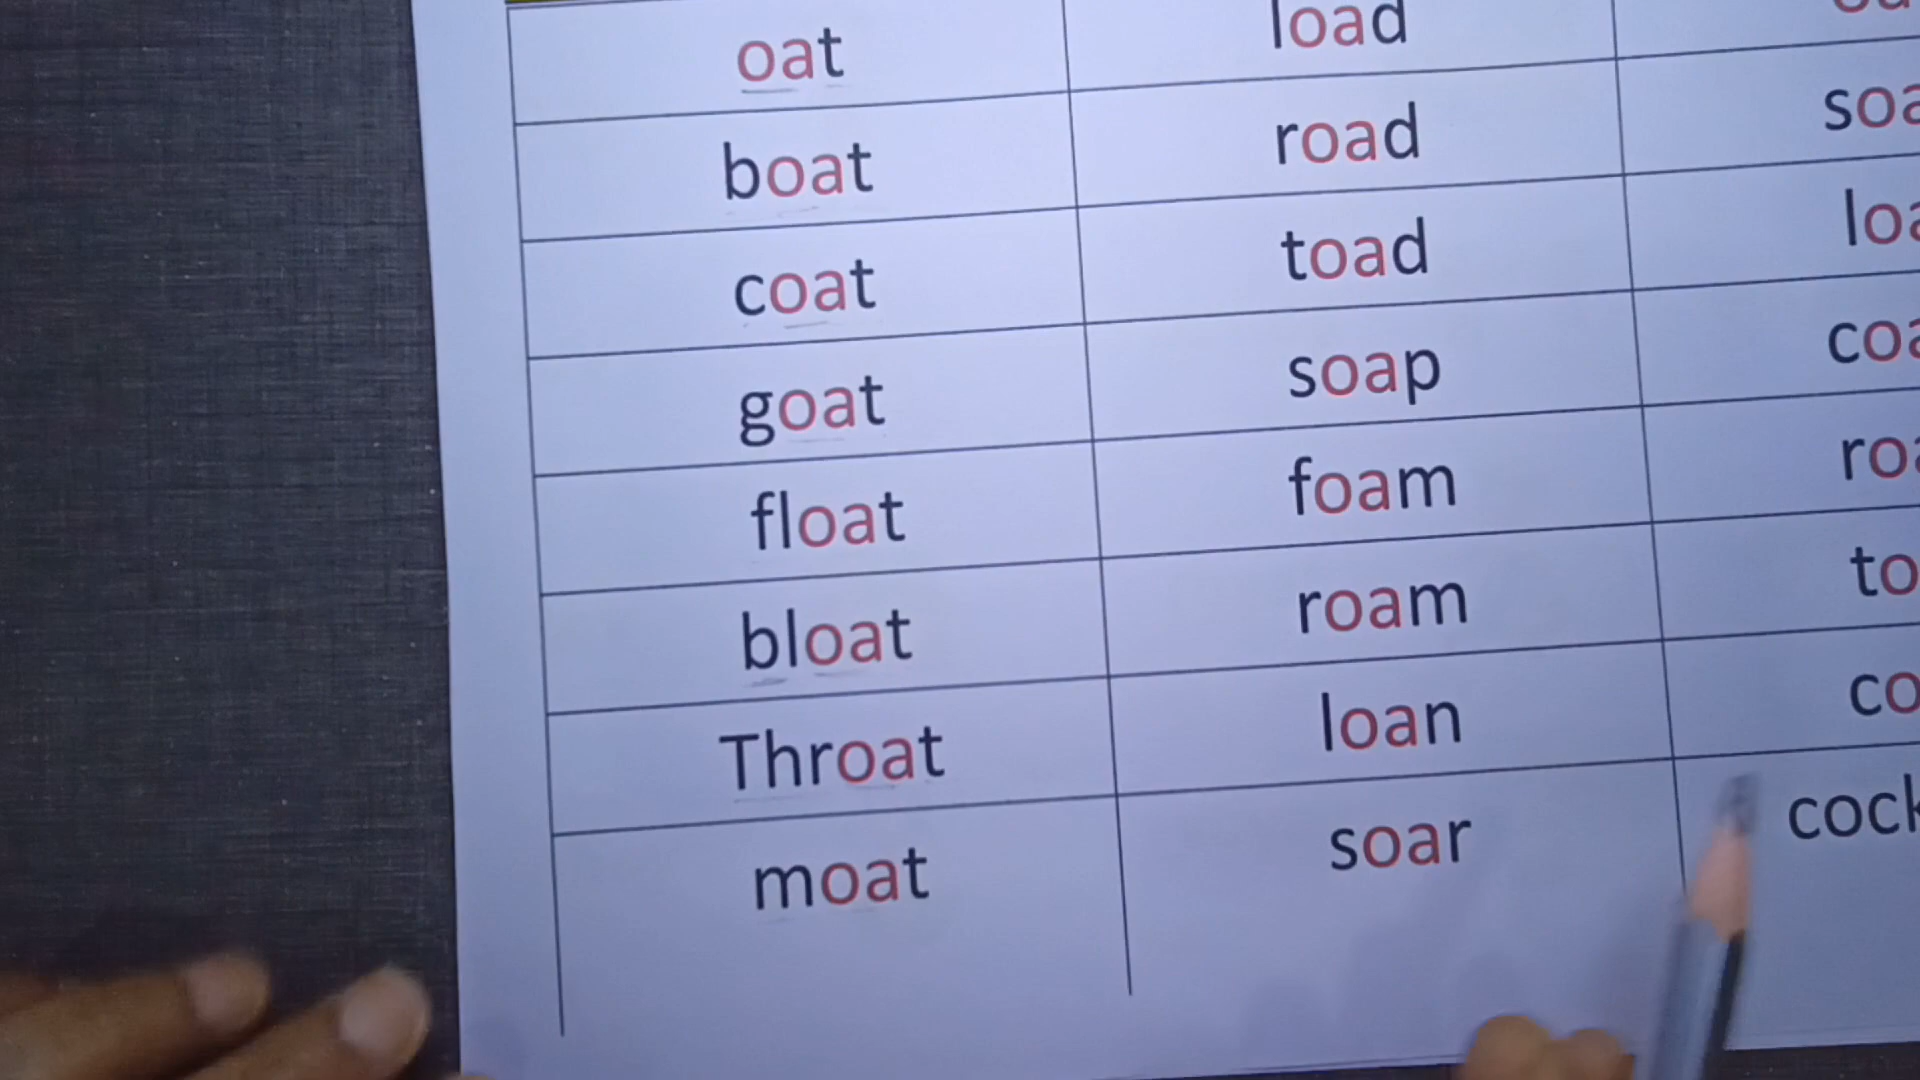 oat load
boat road
coat toad
goat soap
float foam
bloat roam
Throat loan
moat soar